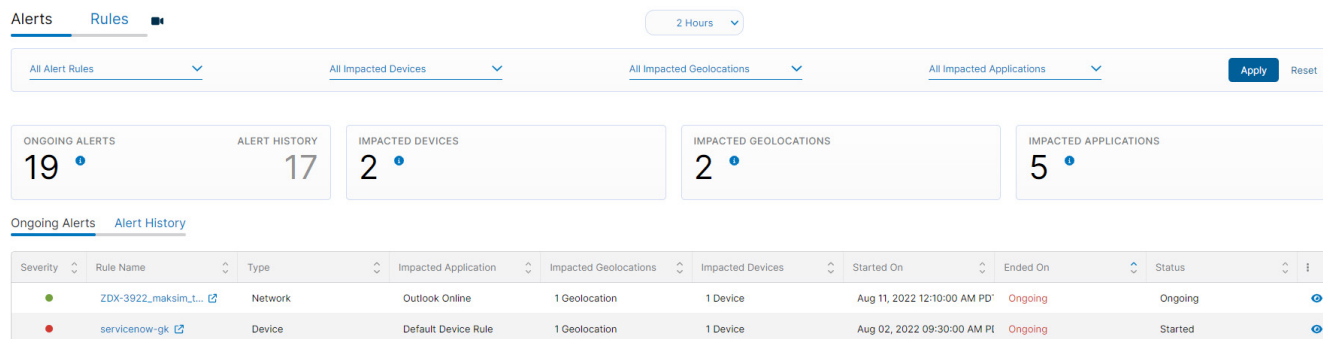 Alerts Rules 2 Hours
All Alert Rules All Impacted Devices All Impacted Geolocations All Impacted Applications Apply Reset
ONGOING ALERTS ALERT HISTORY IMPACTED DEVICES IMPACTED GEOLOCATIONS IMPACTED APPLICATIONS
19 17 2 2 5
Ongoing Alerts Alert History
Severity Rule Name Type Impacted Application Impacted Geolocations Impacted Devices Started On Ended On Status
ZDX-3922_maksim_t... Network Outlook Online 1 Geolocation 1 Device Aug 11, 2022 12:10:00 AM PD Ongoing Ongoing
servicenow-gk Device Default Device Rule 1 Geolocation 1 Device Aug 02, 2022 09:30:00 AM P Ongoing Started